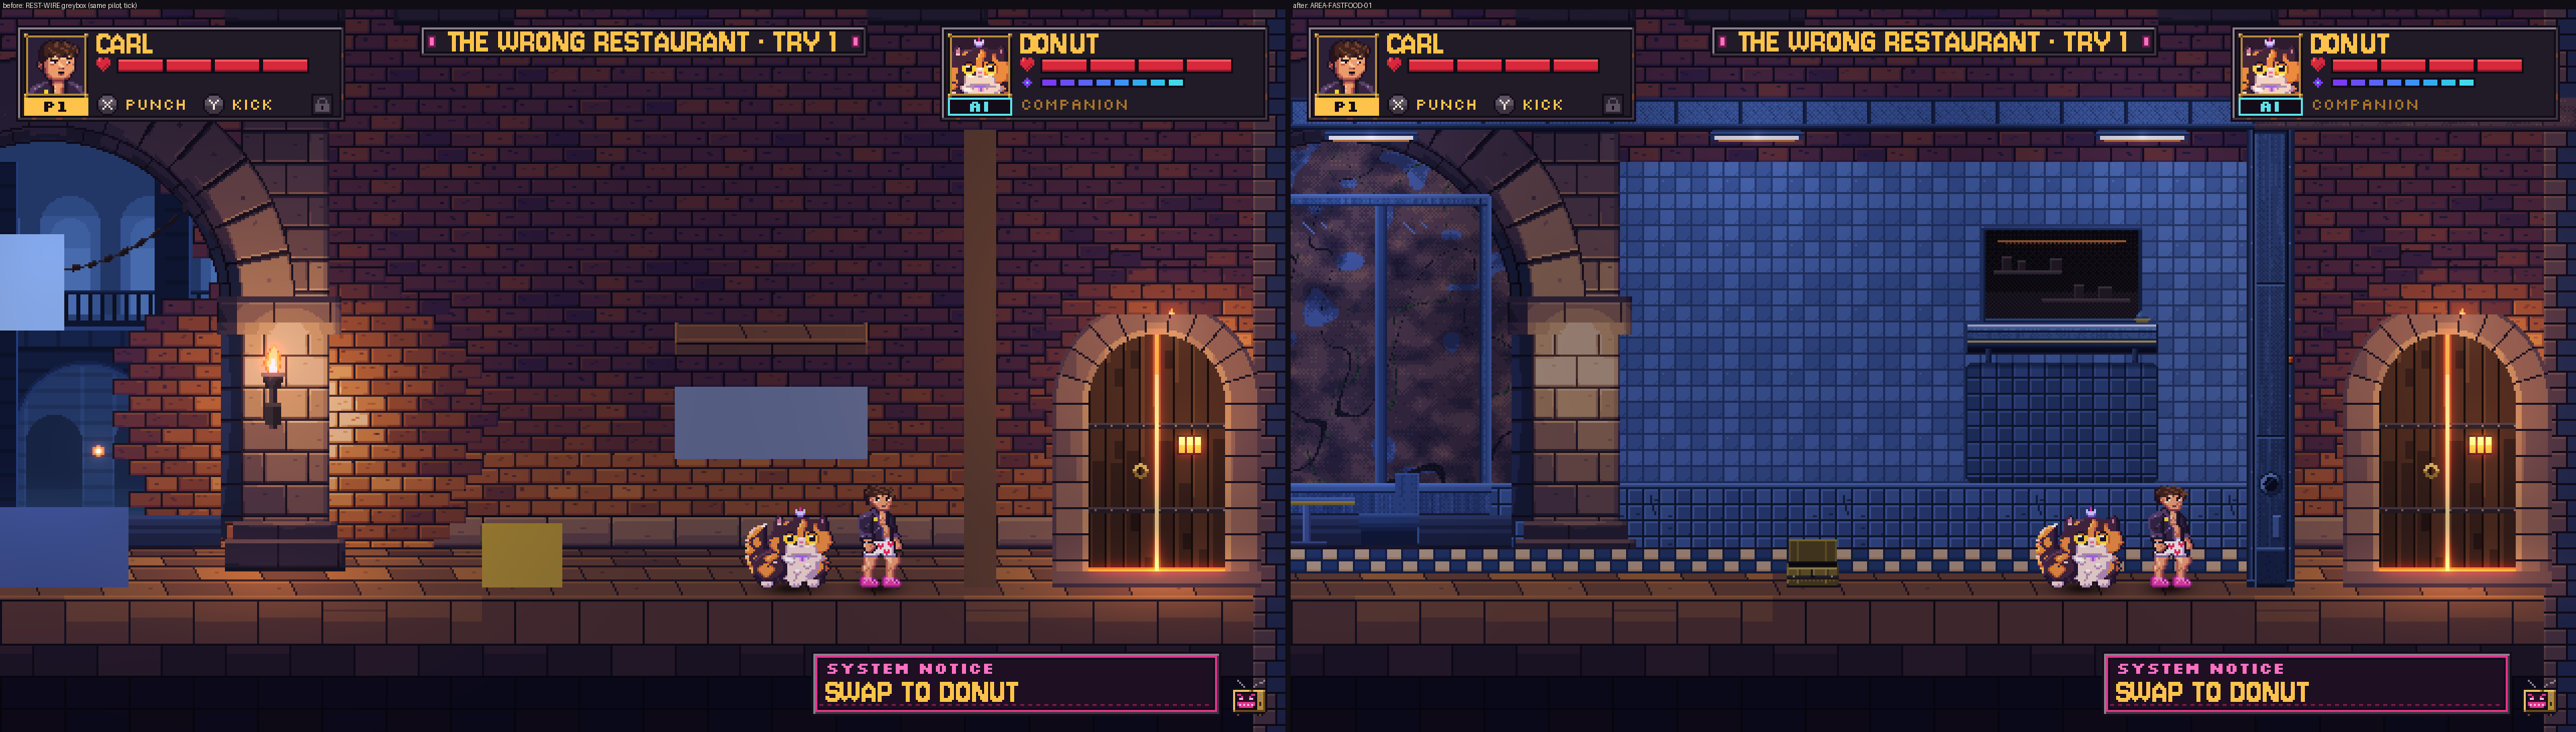 before: REST-WIRE greybox (same pilot, tick)
CARL
P1
X PUNCH Y KICK
THE WRONG RESTAURANT · TRY 1
DONUT
AI
COMPANION
SYSTEM NOTICE
SWAP TO DONUT
after: AREA-FASTFOOD-01
CARL
P1
X PUNCH Y KICK
THE WRONG RESTAURANT · TRY 1
DONUT
AI
COMPANION
SYSTEM NOTICE
SWAP TO DONUT